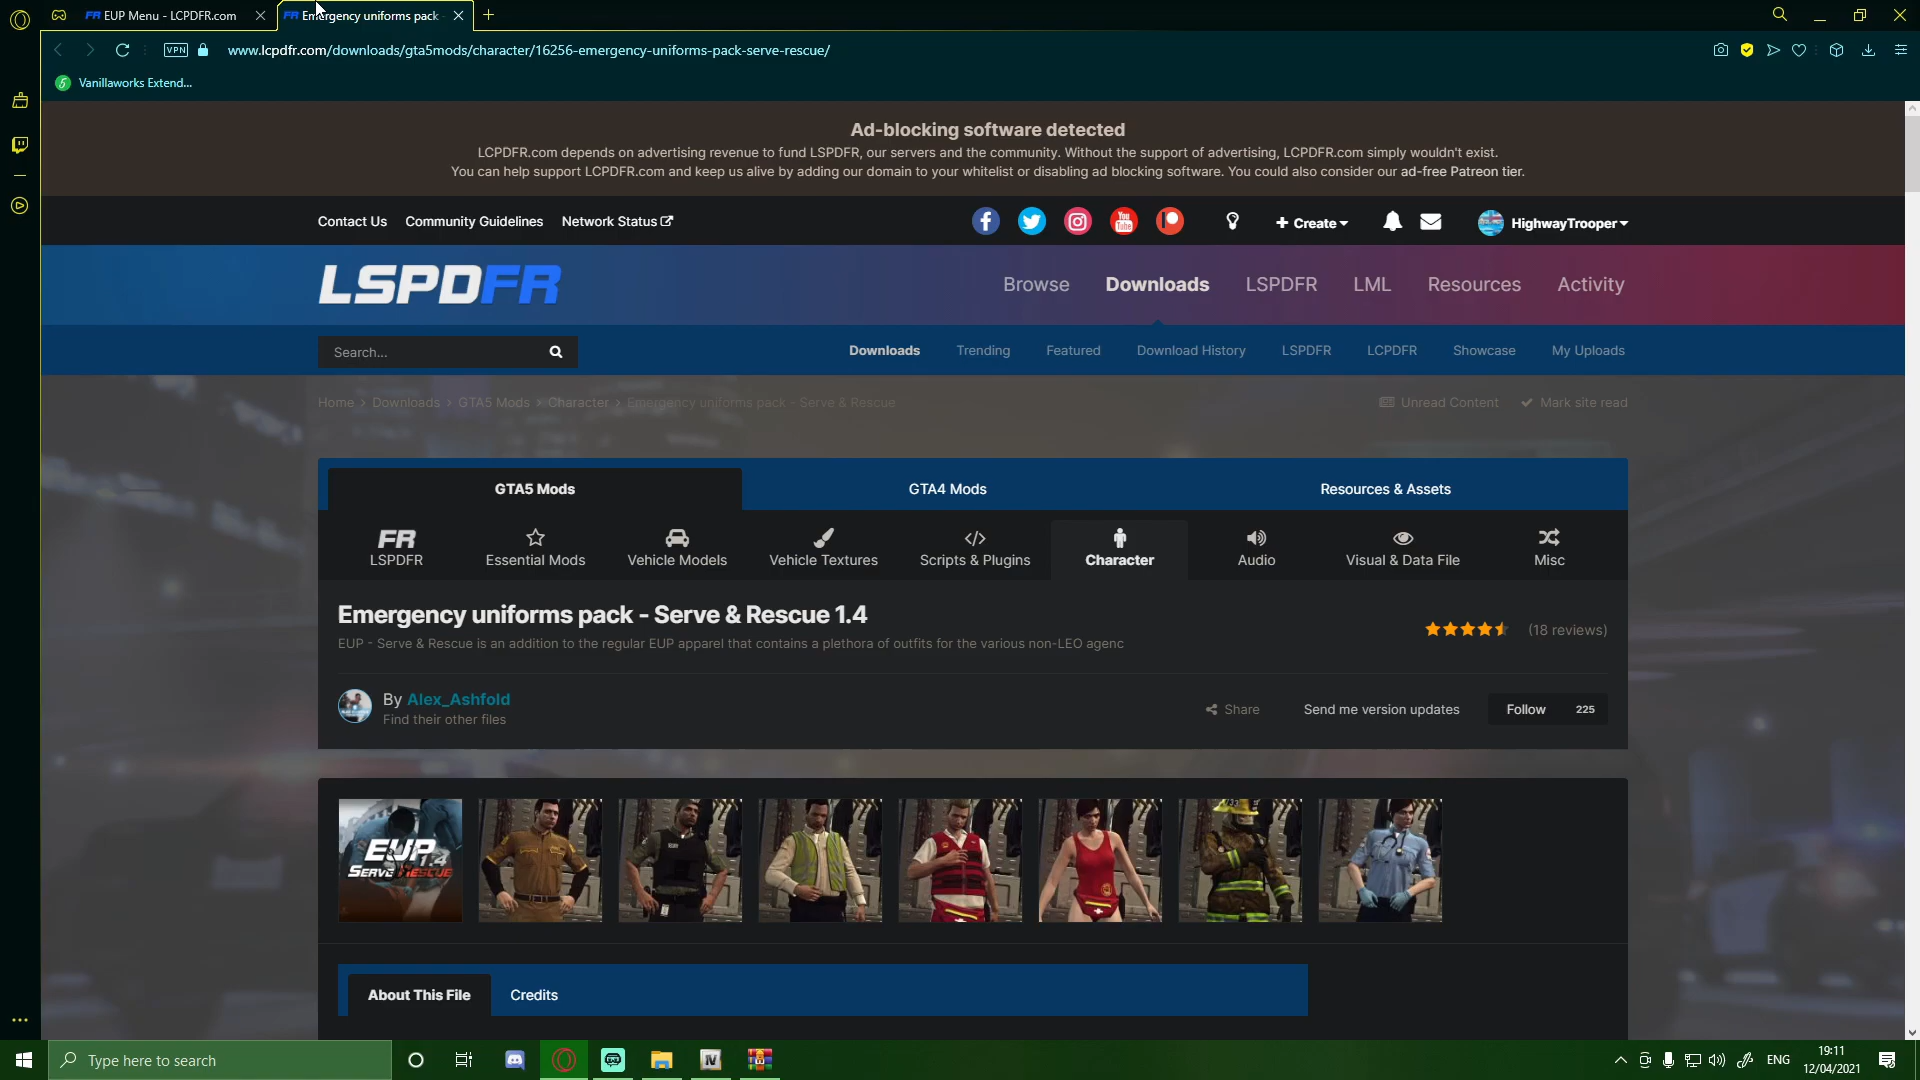 EUP Menu - LCPDFR.com
Emergency uniforms pack
VPN
www.lcpdfr.com/downloads/gta5mods/character/16256-emergency-uniforms-pack-serve-rescue/
5 Vanillaworks Extend...
Ad-blocking software detected
LCPDFR.com depends on advertising revenue to fund LSPDFR, our servers and the community. Without the support of advertising, LCPDFR.com simply wouldn't exist.
You can help support LCPDFR.com and keep us alive by adding our domain to your whitelist or disabling ad blocking software. You could also consider our ad-free Patreon tier.
Contact Us Community Guidelines Network Status
You Tube
+ Create
HighwayTrooper
LSPDFR
Browse Downloads LSPDFR LML Resources Activity
Search...
Downloads Trending Featured Download History LSPDFR LCPDFR Showcase My Uploads
Home > Downloads > GTA5 Mods > Character > Emergency uniforms pack - Serve & Rescue
Unread Content Mark site read
GTA5 Mods GTA4 Mods Resources & Assets
FR
LSPDFR Essential Mods Vehicle Models Vehicle Textures Scripts & Plugins Character Audio Visual & Data File Misc
Emergency uniforms pack - Serve & Rescue 1.4
(18 reviews)
EUP - Serve & Rescue is an addition to the regular EUP apparel that contains a plethora of outfits for the various non-LEO agenc
By Alex_Ashfold
Find their other files
Share Send me version updates Follow 225
EUP 1.4
SERVE RESCUE
733
About This File Credits
Type here to search
IV
ENG
19:11
12/04/2021